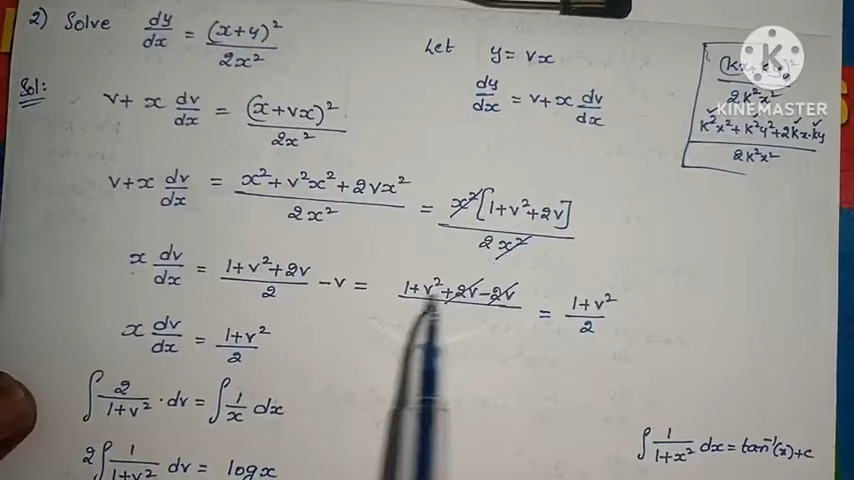 2) Solve dy/dx = (x+y)²/2x²
Let y = vx
dy/dx = v+x dv/dx
2k²x²
k²x²+k²y²+2kx·ky/2k²x²
KINEMASTER
Sol:
v+ x dv/dx = (x+vx)²/2x²
v+x dv/dx = x²+v²x²+2vx²/2x² = x²[1+v²+2v]/2x²
x dv/dx = 1+v²+2v/2 -v = 1+v²+2v-2v = 1+v²/2
x dv/dx = 1+v²/2
∫ 2/1+v² ·dv = ∫ 1/x dx
2∫ 1/1+v² dv = log x
∫ 1/1+x² dx = tan⁻¹(x)+c